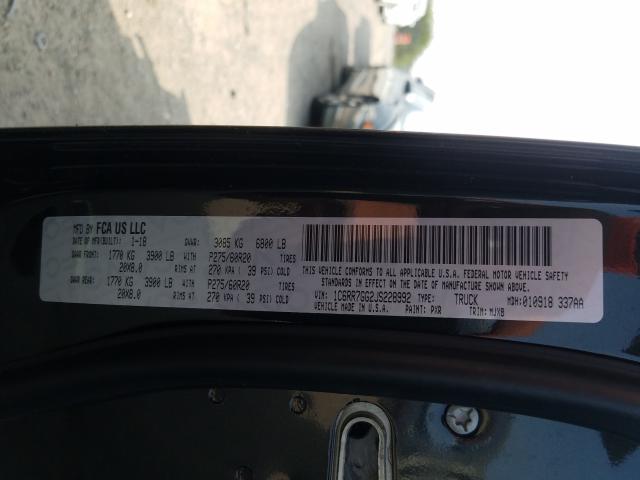 MFD BY FCA US LLC
DATE OF MFR(BUILT): 1-18 GVWR: 3085 KG 6800 LB
GAWR FRONT: 1770 KG 3900 LB WITH P275/60R20 TIRES
20X8.0 RIMS AT 270 KPA ( 39 PSI) COLD
GAWR REAR: 1770 KG 3900 LB WITH P275/60R20 TIRES
20X8.0 RIMS AT 270 KPA ( 39 PSI) COLD
THIS VEHICLE CONFORMS TO ALL APPLICABLE U.S.A. FEDERAL MOTOR VEHICLE SAFETY
STANDARDS IN EFFECT ON THE DATE OF MANUFACTURE SHOWN ABOVE.
VIN: 1C6RR7GG2JS228992 TYPE: TRUCK MDH: 010918 337AA
VEHICLE MADE IN U.S.A. PAINT: PXR TRIM: MJX8